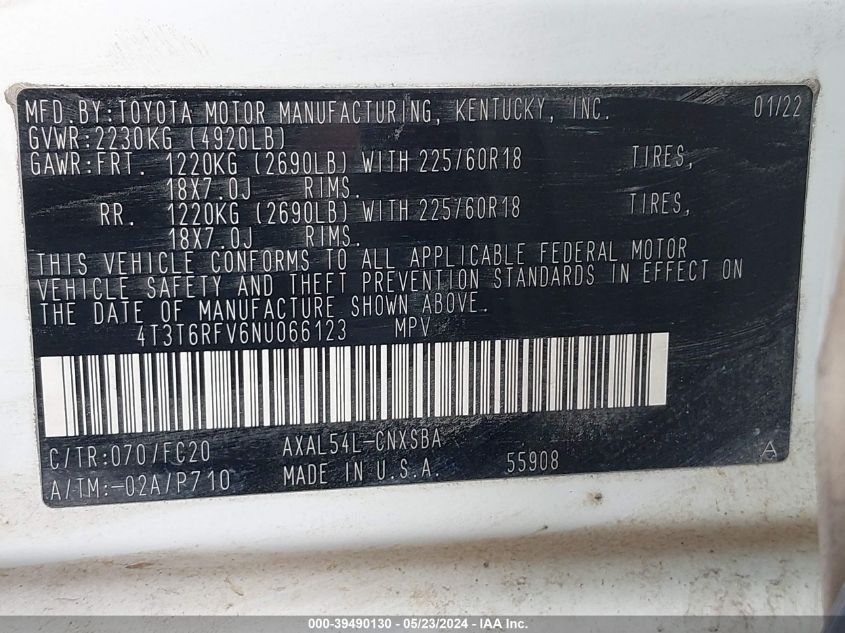 MFD. BY:TOYOTA MOTOR MANUFACTURING, KENTUCKY, INC. 01/22
GVWR:2230KG (4920LB)
GAWR:FRT. 1220KG (2690LB) WITH 225/60R18 TIRES,
18X7.0J RIMS.
RR. 1220KG (2690LB) WITH 225/60R18 TIRES,
18X7.0J RIMS.
THIS VEHICLE CONFORMS TO ALL APPLICABLE FEDERAL MOTOR
VEHICLE SAFETY AND THEFT PREVENTION STANDARDS IN EFFECT ON
THE DATE OF MANUFACTURE SHOWN ABOVE.
4T3T6RFV6NU066123 MPV
C/TR:070/FC20 AXAL54L-CNXSBA A
A/TM:-02A/P710 MADE IN U.S.A. 55908
000-39490130 - 05/23/2024 - IAA Inc.